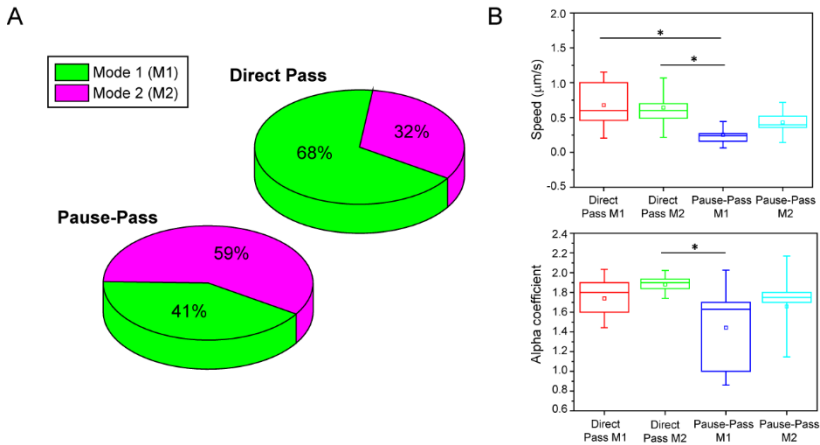 A
Mode 1 (M1)
Mode 2 (M2)
Direct Pass
68%
32%
Pause-Pass
59%
41%
B
Speed (μm/s)
2.0
1.5
1.0
0.5
0.0
-0.5
*
*
Direct Pass M1
Direct Pass M2
Pause-Pass M1
Pause-Pass M2
Alpha coefficient
2.4
2.2
2.0
1.8
1.6
1.4
1.2
1.0
0.8
0.6
*
Direct Pass M1
Direct Pass M2
Pause-Pass M1
Pause-Pass M2